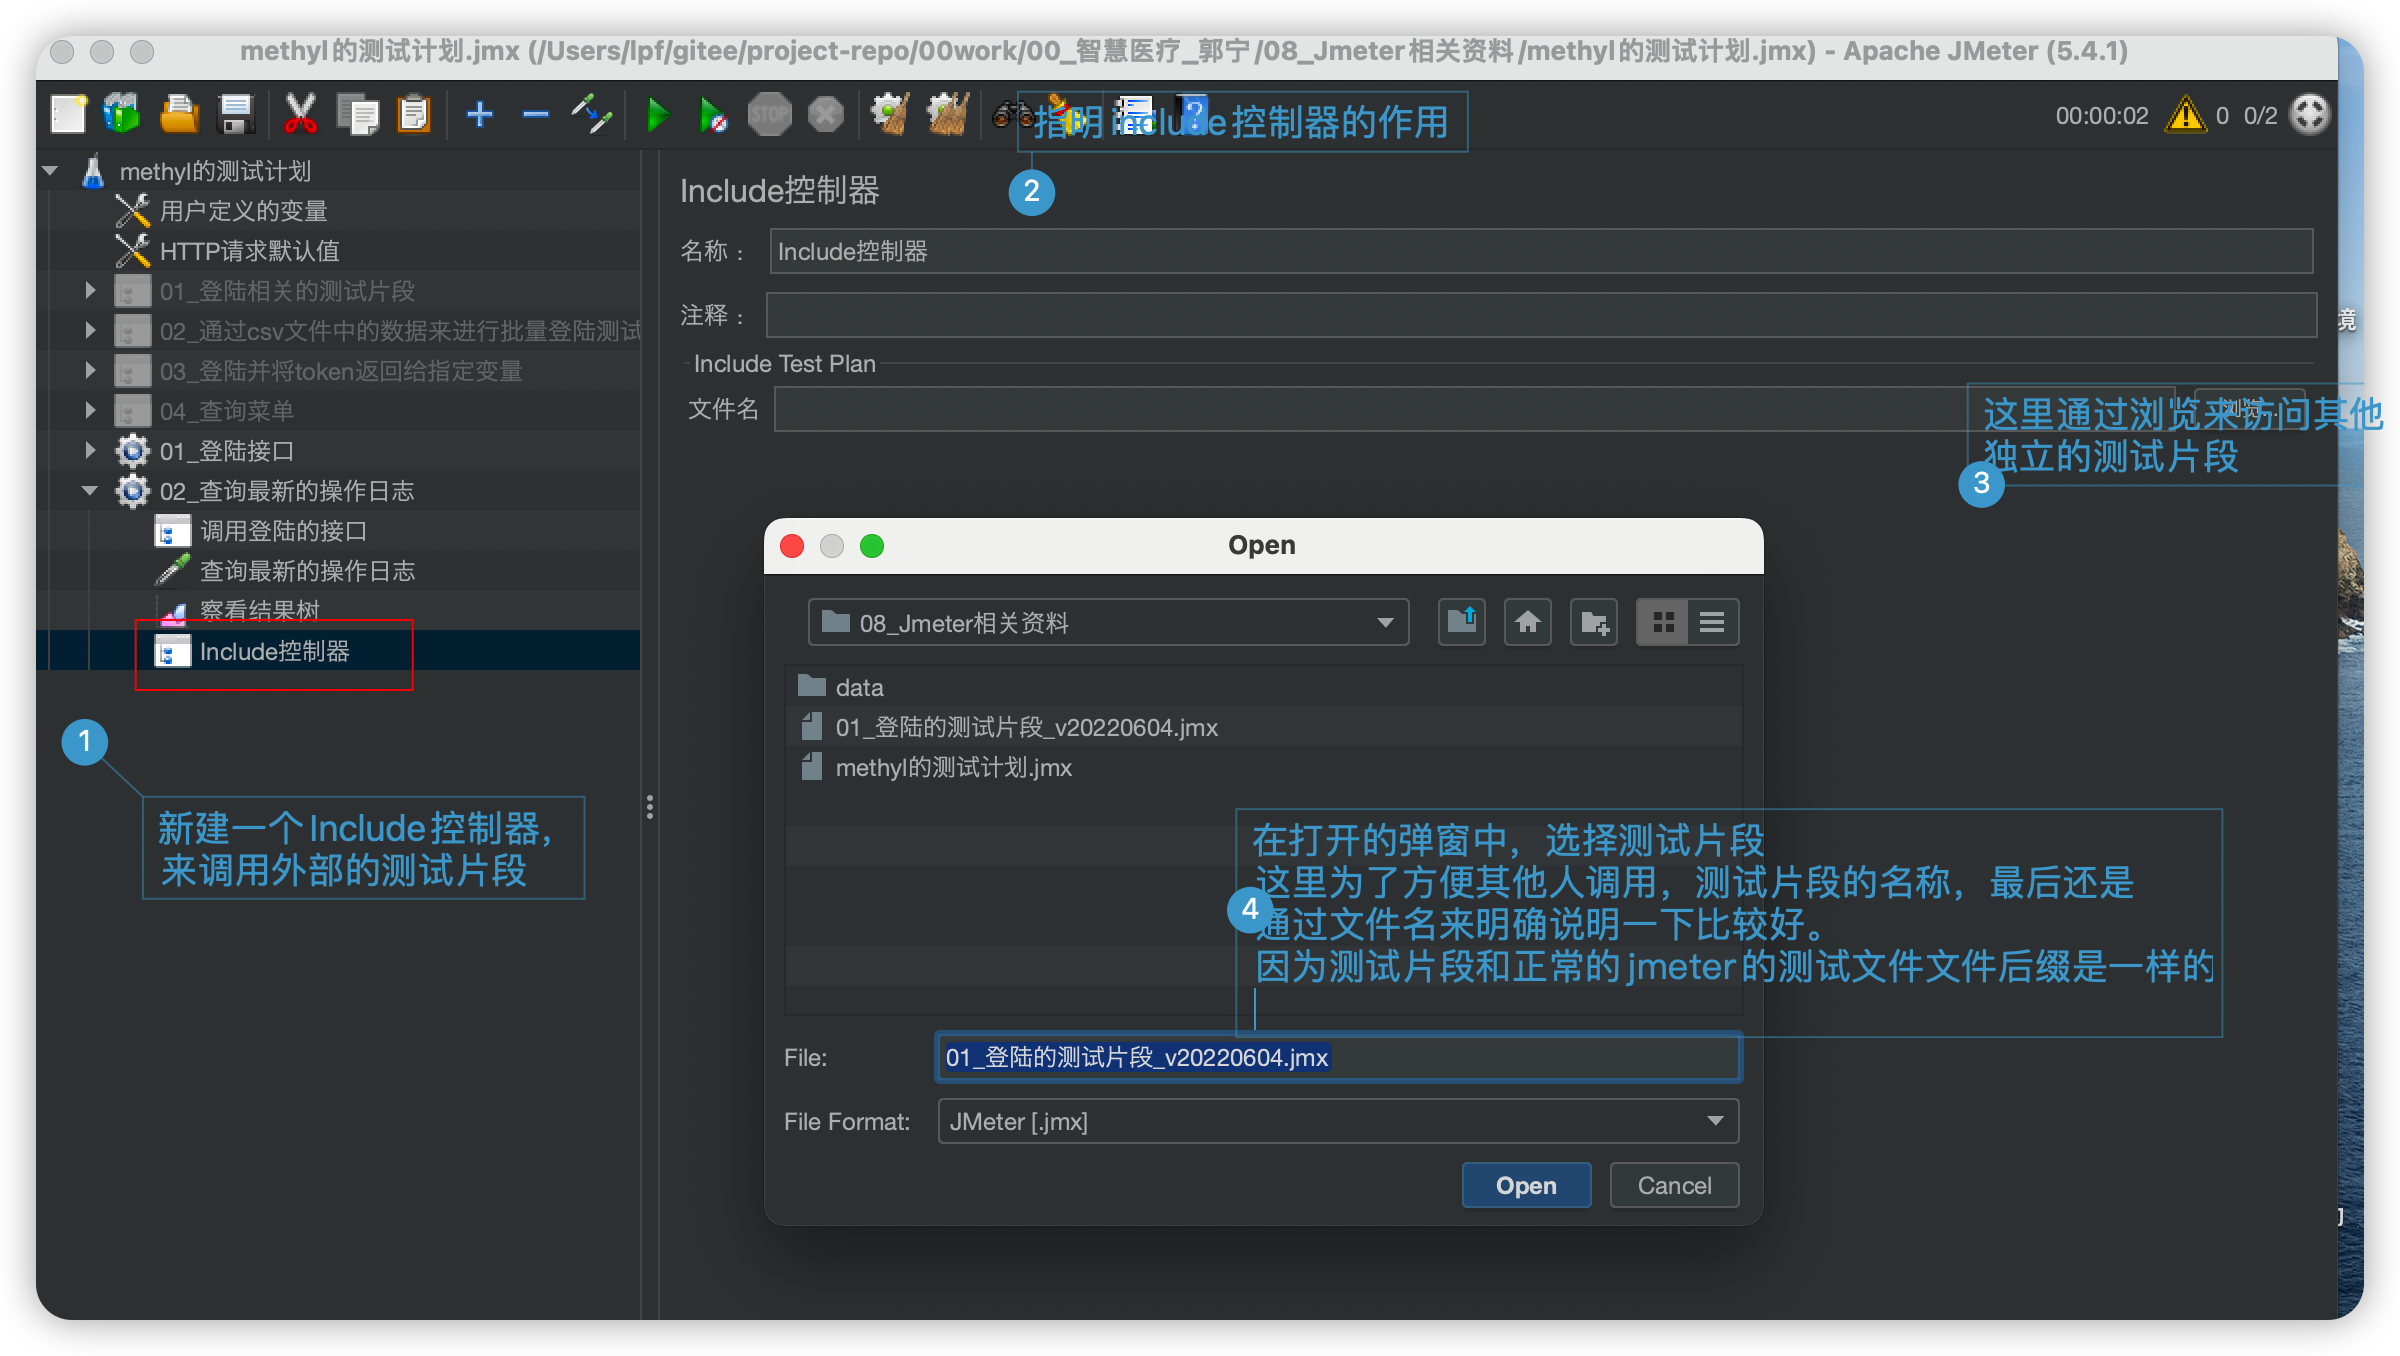 methyl的测试计划.jmx (/Users/lpf/gitee/project-repo/00work/00_智慧医疗_郭宁/08_Jmeter相关资料/methyl的测试计划.jmx) - Apache JMeter (5.4.1)
STOP
指明include控制器的作用
?
00:00:02
0
0/2
2
methyl的测试计划
用户定义的变量
HTTP请求默认值
01_登陆相关的测试片段
02_通过csv文件中的数据来进行批量登陆测试
03_登陆并将token返回给指定变量
04_查询菜单
01_登陆接口
02_查询最新的操作日志
调用登陆的接口
查询最新的操作日志
察看结果树
Include控制器
1
新建一个Include控制器，
来调用外部的测试片段
Include控制器
名称：
Include控制器
注释：
Include Test Plan
文件名
浏览...
这里通过浏览来访问其他
独立的测试片段
3
境
Open
08_Jmeter相关资料
data
01_登陆的测试片段_v20220604.jmx
methyl的测试计划.jmx
4
在打开的弹窗中，选择测试片段
这里为了方便其他人调用，测试片段的名称，最后还是
通过文件名来明确说明一下比较好。
因为测试片段和正常的jmeter的测试文件文件后缀是一样的
File:
01_登陆的测试片段_v20220604.jmx
File Format:
JMeter [.jmx]
Open
Cancel